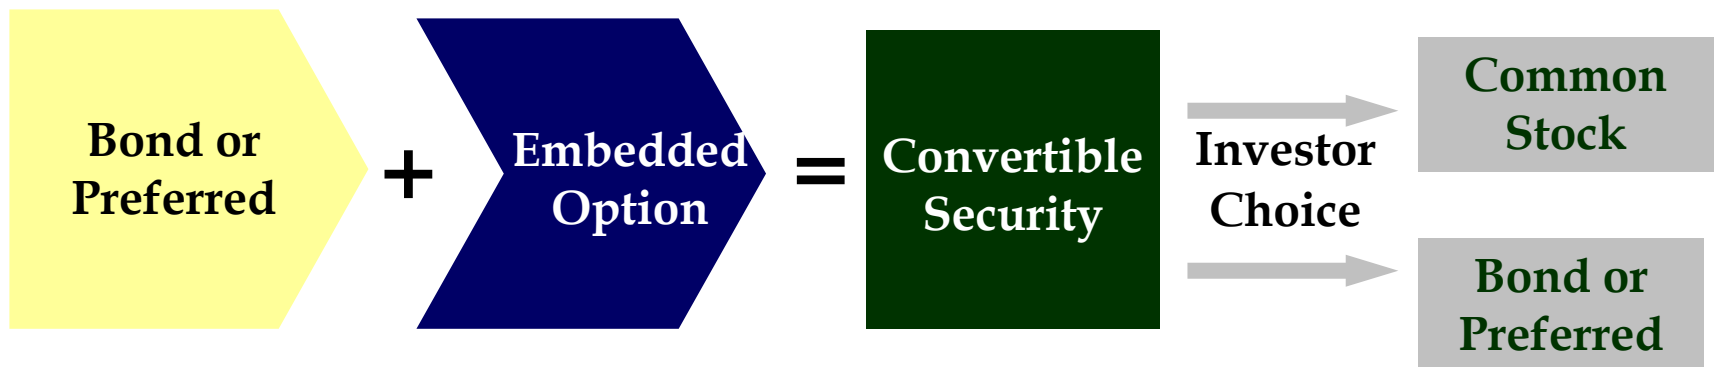 Bond or
Preferred
+
Embedded
Option
=
Convertible
Security
Investor
Choice
Common
Stock
Bond or
Preferred